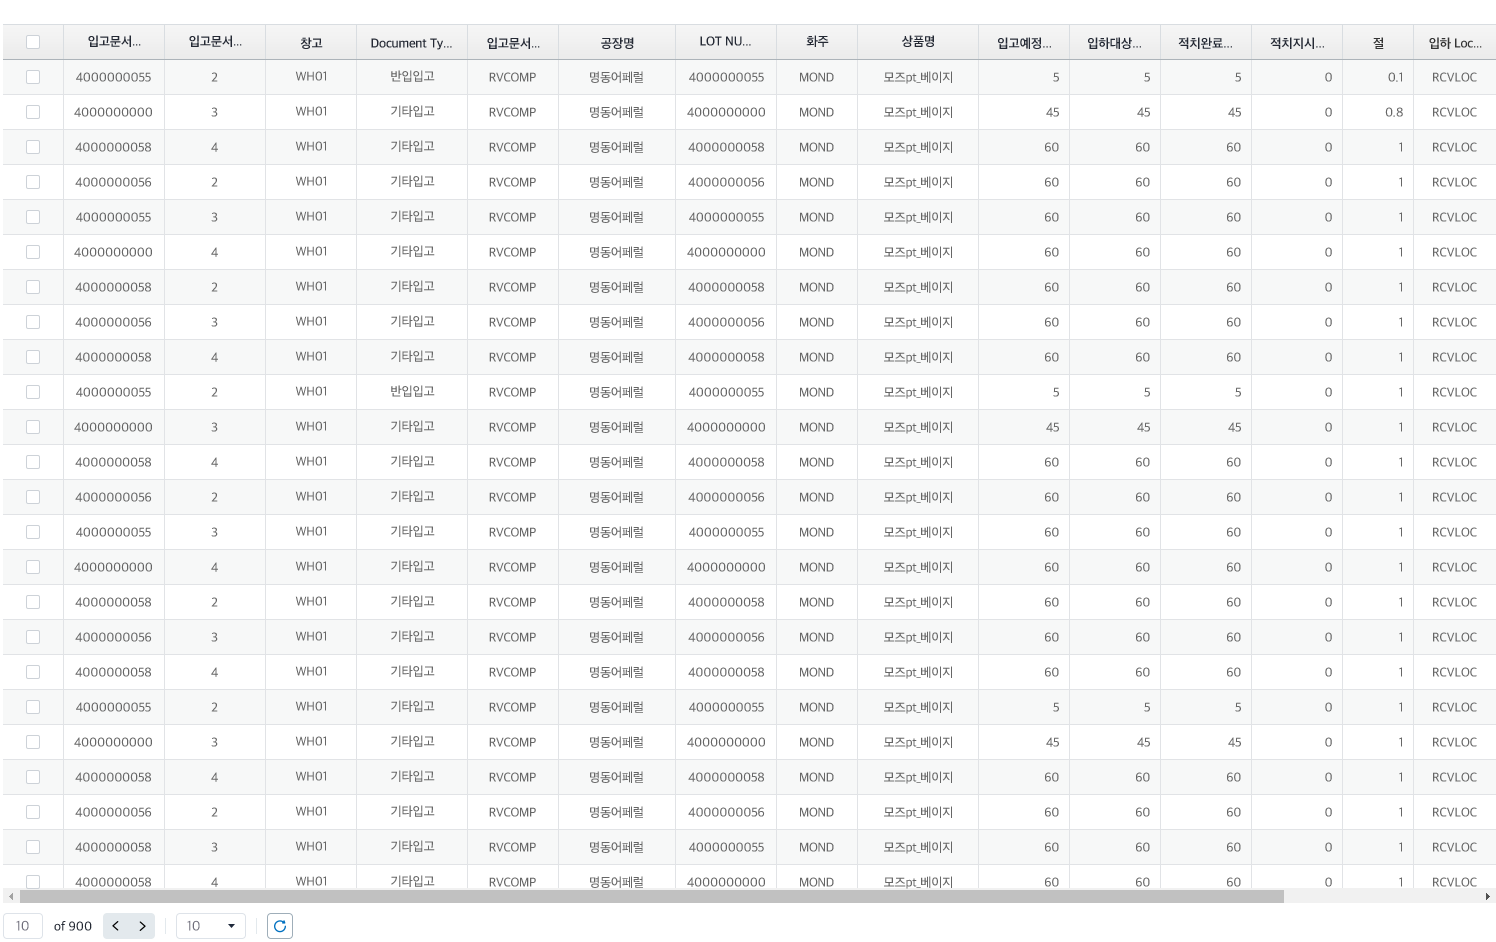 입고문서... 입고문서... 창고 Document Ty... 입고문서... 공장명 LOT NU... 화주 상품명 입고예정... 입하대상... 적치완료... 적치지시... 절 입하 Loc...
4000000055 2 WH01 반입입고 RVCOMP 명동어페럴 4000000055 MOND 모즈pt_베이지 5 5 5 0 0.1 RCVLOC
4000000000 3 WH01 기타입고 RVCOMP 명동어페럴 4000000000 MOND 모즈pt_베이지 45 45 45 0 0.8 RCVLOC
4000000058 4 WH01 기타입고 RVCOMP 명동어페럴 4000000058 MOND 모즈pt_베이지 60 60 60 0 1 RCVLOC
4000000056 2 WH01 기타입고 RVCOMP 명동어페럴 4000000056 MOND 모즈pt_베이지 60 60 60 0 1 RCVLOC
4000000055 3 WH01 기타입고 RVCOMP 명동어페럴 4000000055 MOND 모즈pt_베이지 60 60 60 0 1 RCVLOC
4000000000 4 WH01 기타입고 RVCOMP 명동어페럴 4000000000 MOND 모즈pt_베이지 60 60 60 0 1 RCVLOC
4000000058 2 WH01 기타입고 RVCOMP 명동어페럴 4000000058 MOND 모즈pt_베이지 60 60 60 0 1 RCVLOC
4000000056 3 WH01 기타입고 RVCOMP 명동어페럴 4000000056 MOND 모즈pt_베이지 60 60 60 0 1 RCVLOC
4000000058 4 WH01 기타입고 RVCOMP 명동어페럴 4000000058 MOND 모즈pt_베이지 60 60 60 0 1 RCVLOC
4000000055 2 WH01 반입입고 RVCOMP 명동어페럴 4000000055 MOND 모즈pt_베이지 5 5 5 0 1 RCVLOC
4000000000 3 WH01 기타입고 RVCOMP 명동어페럴 4000000000 MOND 모즈pt_베이지 45 45 45 0 1 RCVLOC
4000000058 4 WH01 기타입고 RVCOMP 명동어페럴 4000000058 MOND 모즈pt_베이지 60 60 60 0 1 RCVLOC
4000000056 2 WH01 기타입고 RVCOMP 명동어페럴 4000000056 MOND 모즈pt_베이지 60 60 60 0 1 RCVLOC
4000000055 3 WH01 기타입고 RVCOMP 명동어페럴 4000000055 MOND 모즈pt_베이지 60 60 60 0 1 RCVLOC
4000000000 4 WH01 기타입고 RVCOMP 명동어페럴 4000000000 MOND 모즈pt_베이지 60 60 60 0 1 RCVLOC
4000000058 2 WH01 기타입고 RVCOMP 명동어페럴 4000000058 MOND 모즈pt_베이지 60 60 60 0 1 RCVLOC
4000000056 3 WH01 기타입고 RVCOMP 명동어페럴 4000000056 MOND 모즈pt_베이지 60 60 60 0 1 RCVLOC
4000000058 4 WH01 기타입고 RVCOMP 명동어페럴 4000000058 MOND 모즈pt_베이지 60 60 60 0 1 RCVLOC
4000000055 2 WH01 기타입고 RVCOMP 명동어페럴 4000000055 MOND 모즈pt_베이지 5 5 5 0 1 RCVLOC
4000000000 3 WH01 기타입고 RVCOMP 명동어페럴 4000000000 MOND 모즈pt_베이지 45 45 45 0 1 RCVLOC
4000000058 4 WH01 기타입고 RVCOMP 명동어페럴 4000000058 MOND 모즈pt_베이지 60 60 60 0 1 RCVLOC
4000000056 2 WH01 기타입고 RVCOMP 명동어페럴 4000000056 MOND 모즈pt_베이지 60 60 60 0 1 RCVLOC
4000000058 3 WH01 기타입고 RVCOMP 명동어페럴 4000000055 MOND 모즈pt_베이지 60 60 60 0 1 RCVLOC
4000000058 4 WH01 기타입고 RVCOMP 명동어페럴 4000000000 MOND 모즈pt_베이지 60 60 60 0 1 RCVLOC
10 of 900 < > 10